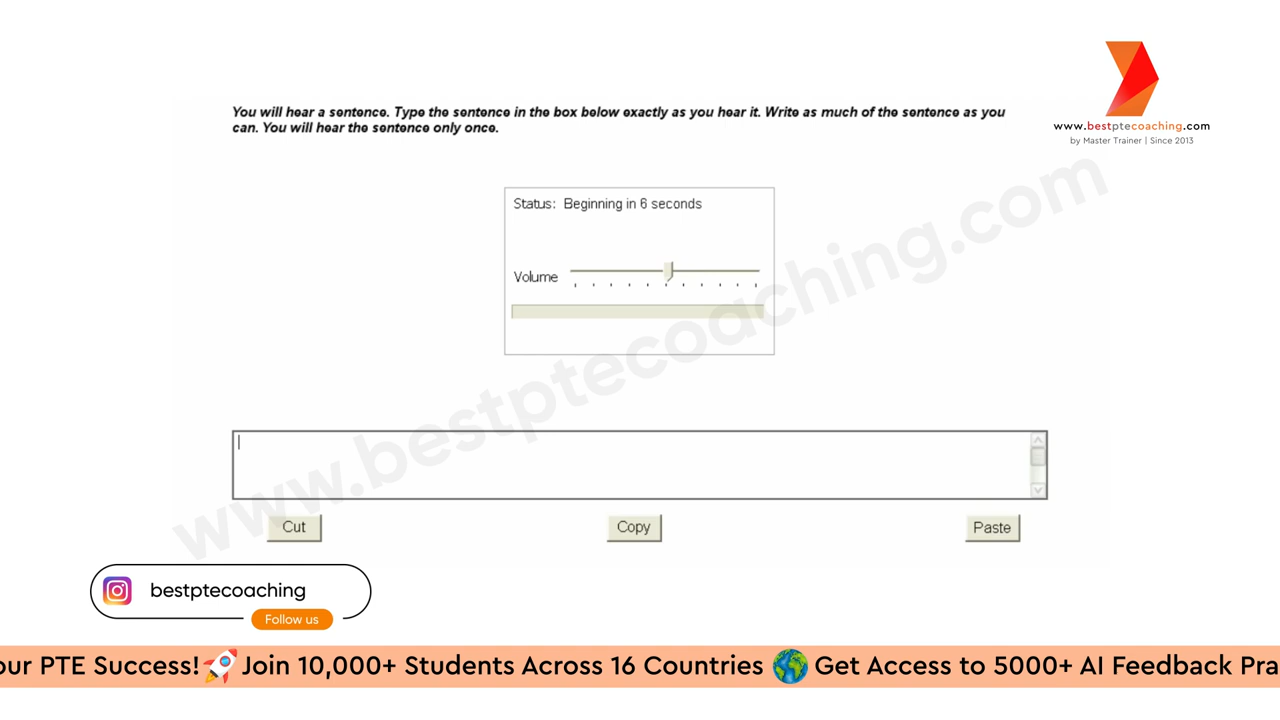 You will hear a sentence. Type the sentence in the box below exactly as you hear it. Write as much of the sentence as you
can. You will hear the sentence only once.
www.bestptecoaching.com
by Master Trainer | Since 2013
Status: Beginning in 6 seconds
Volume
www.bestptecoaching.com
Cut
Copy
Paste
bestptecoaching
Follow us
our PTE Success! 🚀 Join 10,000+ Students Across 16 Countries 🌍 Get Access to 5000+ AI Feedback Pra